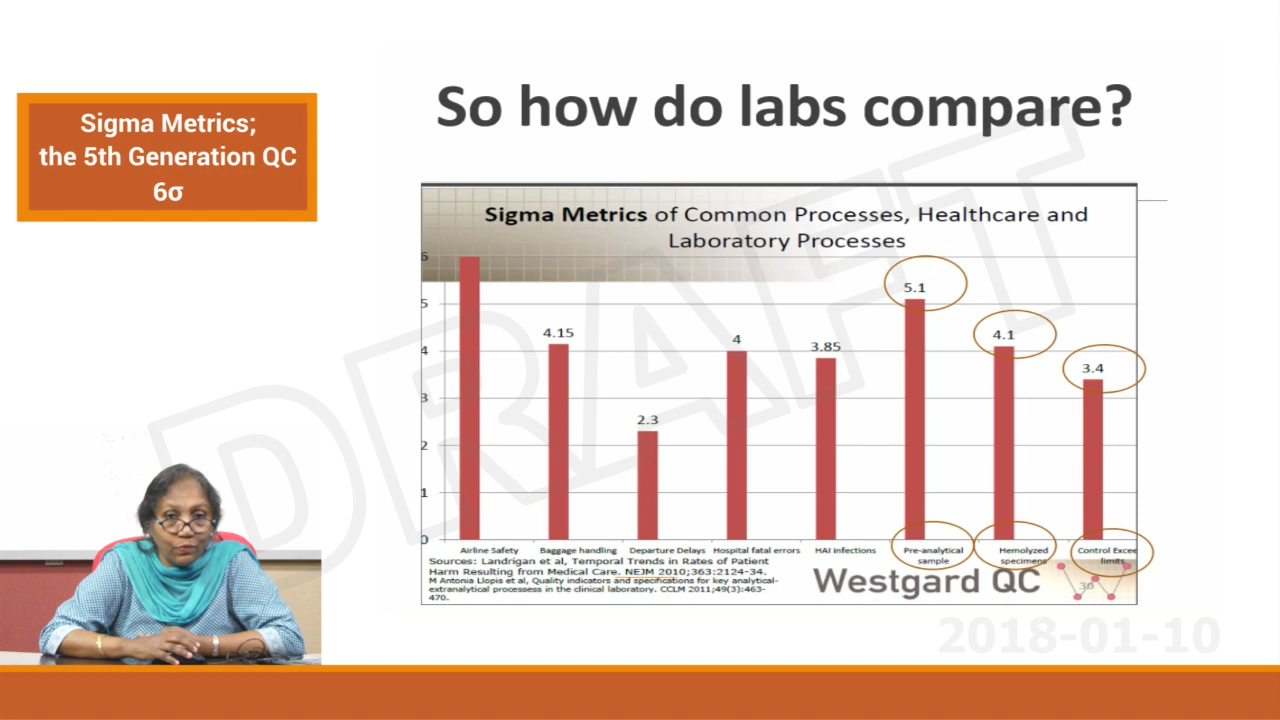 Sigma Metrics;
the 5th Generation QC
6σ
So how do labs compare?
Sigma Metrics of Common Processes, Healthcare and
Laboratory Processes
6
5
4
3
2
1
0
4.15
2.3
4
3.85
5.1
4.1
3.4
Airline Safety
Baggage handling
Departure Delays
Hospital fatal errors
HAI infections
Pre-analytical
sample
Hemolyzed
specimens
Control Excee
limits
Sources: Landrigan et al, Temporal Trends in Rates of Patient
Harm Resulting from Medical Care. NEJM 2010;363:2124-34.
M Antonia Llopis et al, Quality indicators and specifications for key analytical-
extranalytical processess in the clinical laboratory. CCLM 2011;49(3):463-
470.
Westgard QC
30
DRAFT
2018-01-10